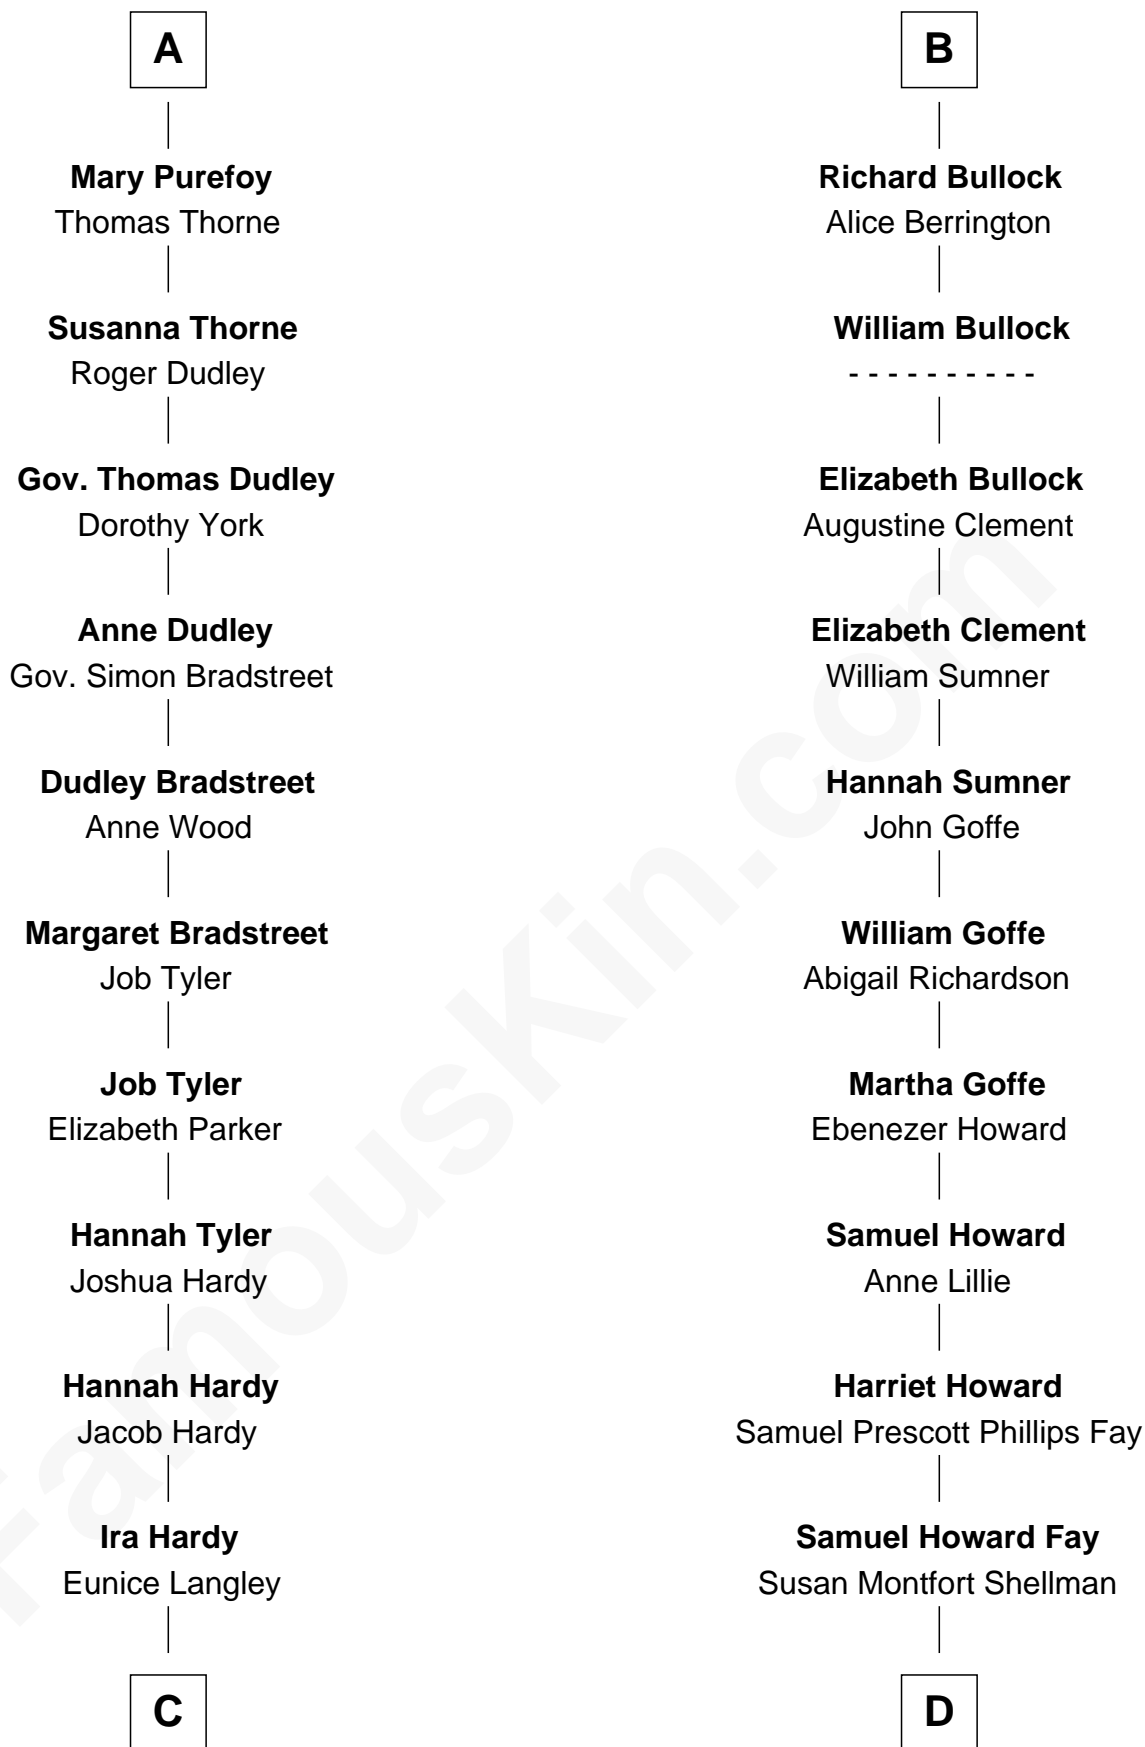 A
Mary Purefoy
Thomas Thorne
Susanna Thorne
Roger Dudley
Gov. Thomas Dudley
Dorothy York
Anne Dudley
Gov. Simon Bradstreet
Dudley Bradstreet
Anne Wood
Margaret Bradstreet
Job Tyler
Job Tyler
Elizabeth Parker
Hannah Tyler
Joshua Hardy
Hannah Hardy
Jacob Hardy
Ira Hardy
Eunice Langley
C
B
Richard Bullock
Alice Berrington
William Bullock
- - - - - - - - - -
Elizabeth Bullock
Augustine Clement
Elizabeth Clement
William Sumner
Hannah Sumner
John Goffe
William Goffe
Abigail Richardson
Martha Goffe
Ebenezer Howard
Samuel Howard
Anne Lillie
Harriet Howard
Samuel Prescott Phillips Fay
Samuel Howard Fay
Susan Montfort Shellman
D
FamousKin.com